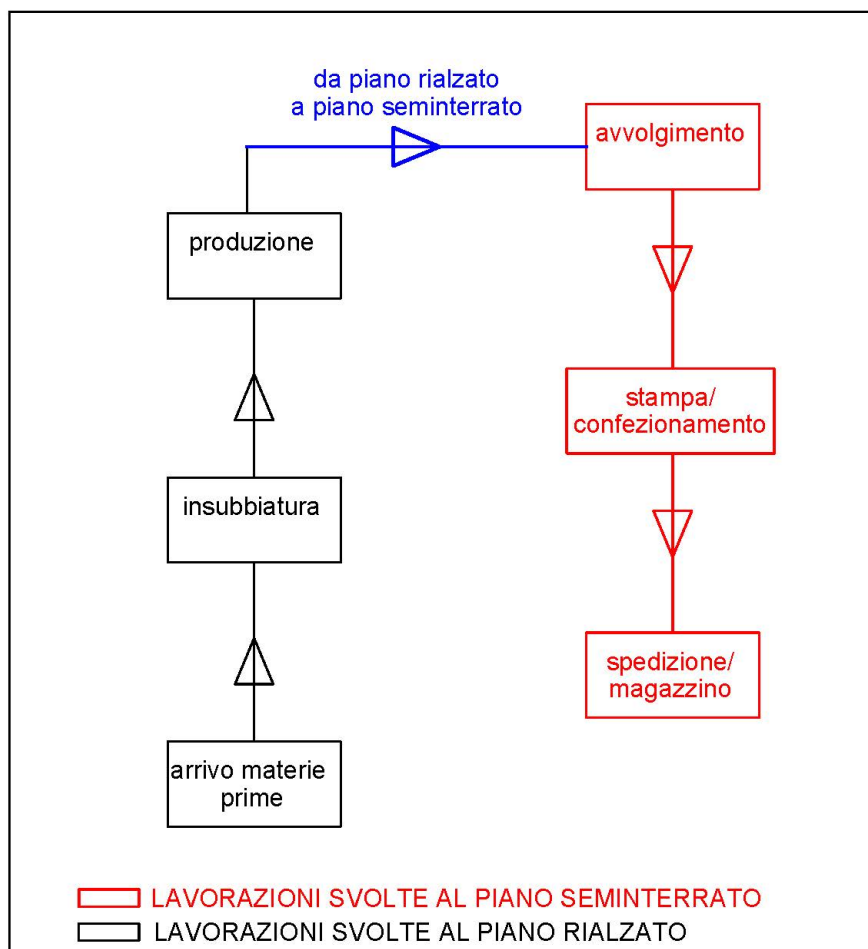 da piano rialzato
a piano seminterrato
avvolgimento
produzione
stampa/
confezionamento
insubbiatura
spedizione/
magazzino
arrivo materie
prime
LAVORAZIONI SVOLTE AL PIANO SEMINTERRATO
LAVORAZIONI SVOLTE AL PIANO RIALZATO